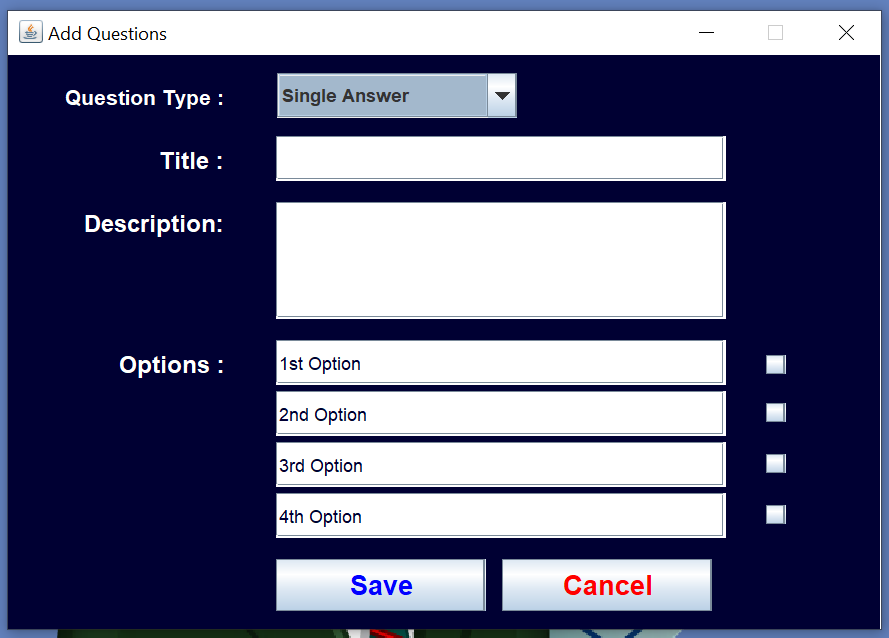 Add Questions
Question Type : Single Answer
Title :
Description:
Options : 1st Option
2nd Option
3rd Option
4th Option
Save Cancel